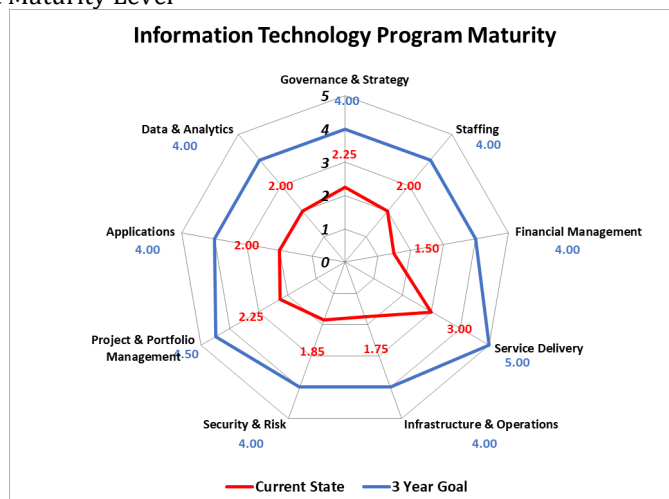 Maturity Level
Information Technology Program Maturity
Governance & Strategy
5
4.00
Data & Analytics
4.00
Staffing
4.00
4
3
2.25
2.00
2.00
2
Applications
4.00
2.00
1
1.50
Financial Management
4.00
0
2.25
3.00
Project & Portfolio
Management
4.50
Service Delivery
5.00
1.85
1.75
Security & Risk
4.00
Infrastructure & Operations
4.00
Current State
3 Year Goal